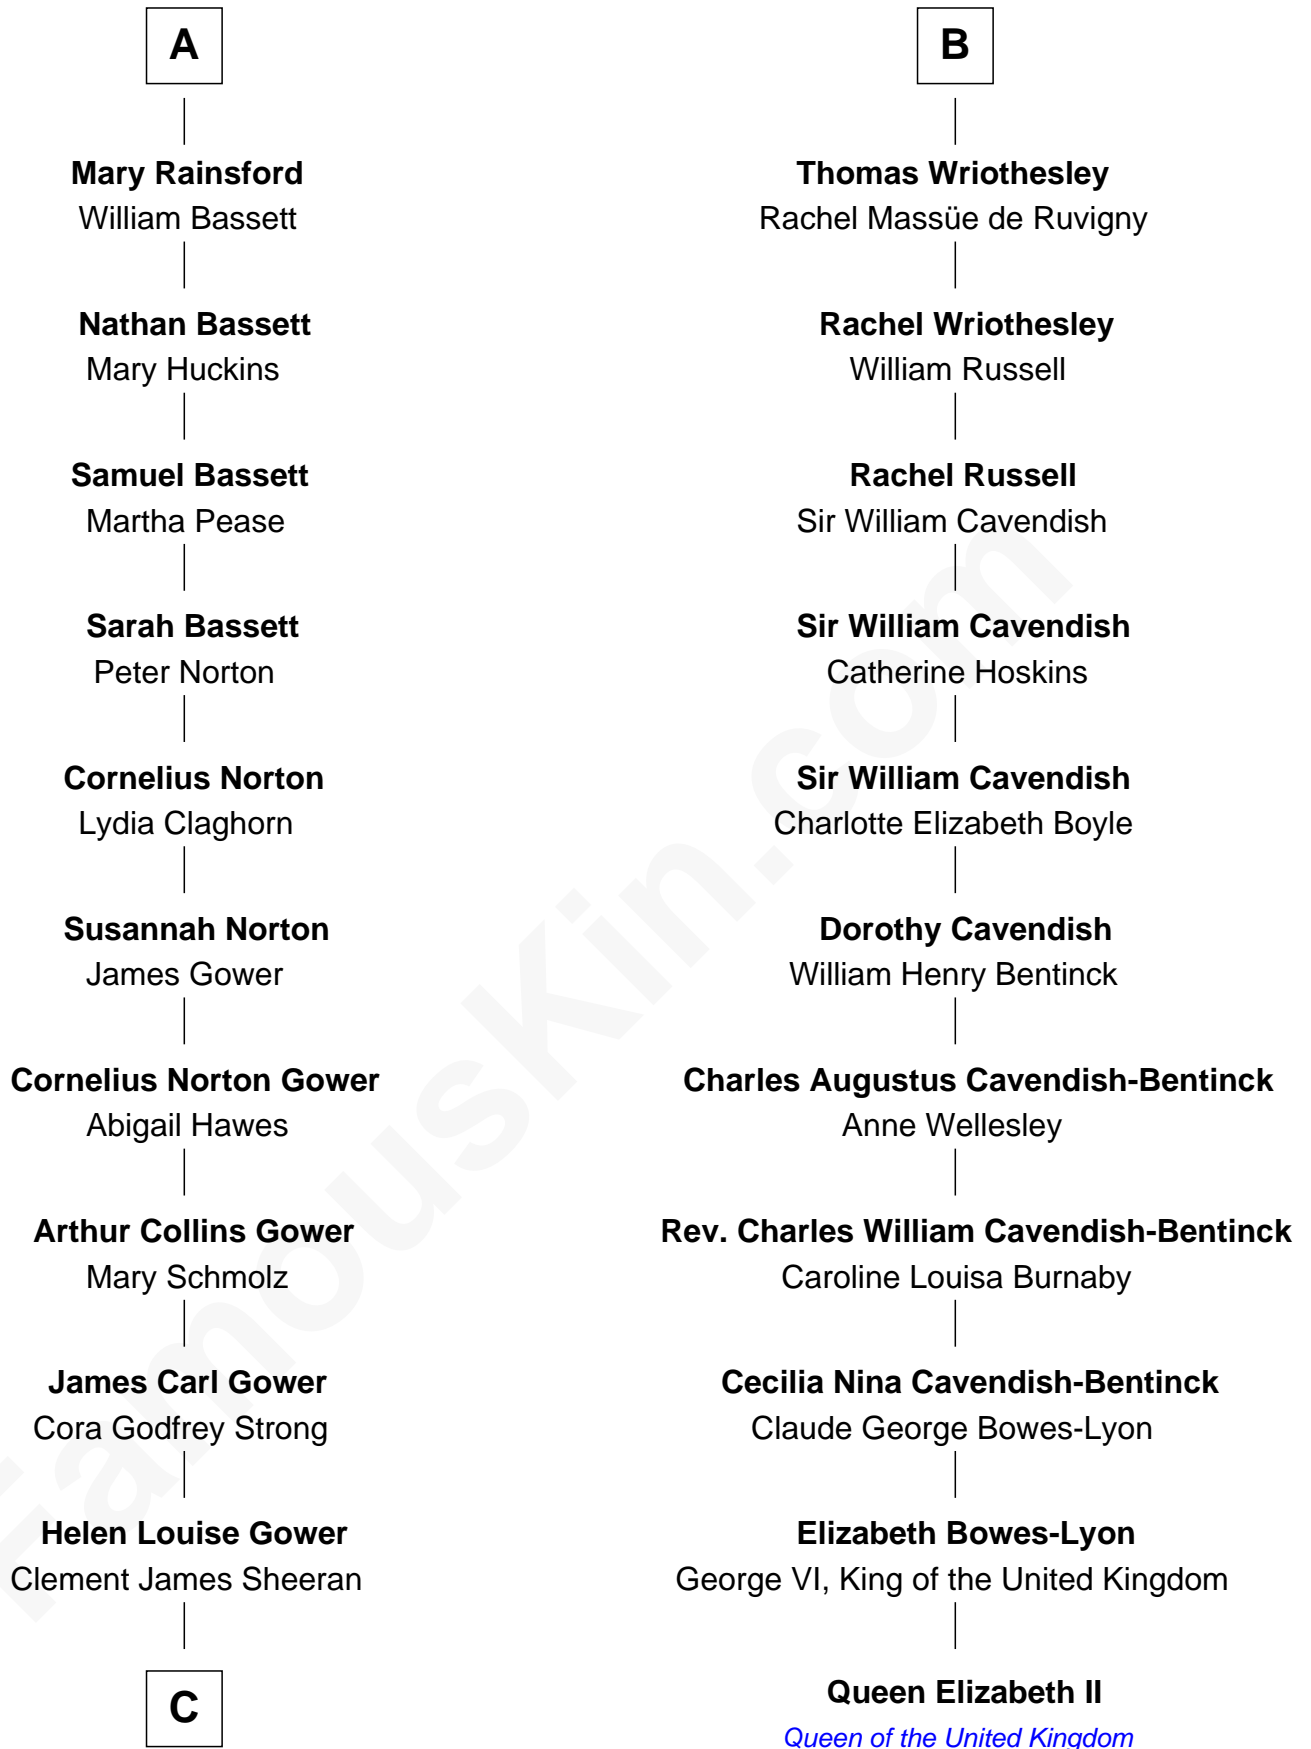 A
Mary Rainsford
William Bassett
Nathan Bassett
Mary Huckins
Samuel Bassett
Martha Pease
Sarah Bassett
Peter Norton
Cornelius Norton
Lydia Claghorn
Susannah Norton
James Gower
Cornelius Norton Gower
Abigail Hawes
Arthur Collins Gower
Mary Schmolz
James Carl Gower
Cora Godfrey Strong
Helen Louise Gower
Clement James Sheeran
C
B
Thomas Wriothesley
Rachel Massüe de Ruvigny
Rachel Wriothesley
William Russell
Rachel Russell
Sir William Cavendish
Sir William Cavendish
Catherine Hoskins
Sir William Cavendish
Charlotte Elizabeth Boyle
Dorothy Cavendish
William Henry Bentinck
Charles Augustus Cavendish-Bentinck
Anne Wellesley
Rev. Charles William Cavendish-Bentinck
Caroline Louisa Burnaby
Cecilia Nina Cavendish-Bentinck
Claude George Bowes-Lyon
Elizabeth Bowes-Lyon
George VI, King of the United Kingdom
Queen Elizabeth II
Queen of the United Kingdom
FamousKin.com